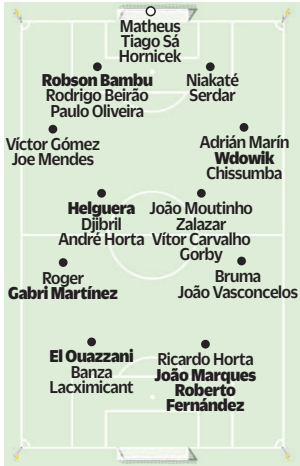 Matheus
Tiago Sá
Hornicek
Robson Bambu
Rodrigo Beirão
Paulo Oliveira
Niakaté
Serdar
Víctor Gómez
Joe Mendes
Adrián Marín
Wdowik
Chissumba
Helguera
Djibril
André Horta
João Moutinho
Zalazar
Vítor Carvalho
Gorby
Roger
Gabri Martínez
Bruma
João Vasconcelos
El Ouazzani
Banza
Lacximicant
Ricardo Horta
João Marques
Roberto
Fernández